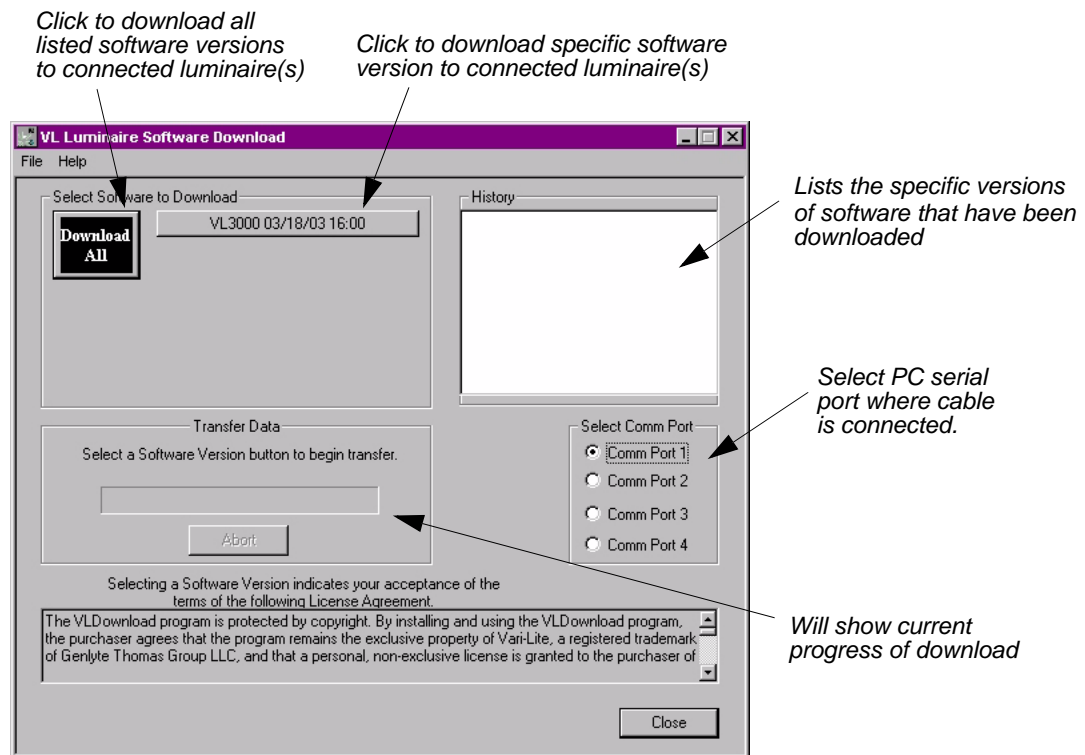 Click to download all
listed software versions
to connected luminaire(s)
Click to download specific software
version to connected luminaire(s)
VL Luminaire Software Download
File Help
Select Software to Download
Download
All
VL3000 03/18/03 16:00
History
Lists the specific versions
of software that have been
downloaded
Transfer Data
Select a Software Version button to begin transfer.
Abort
Select Comm Port
Comm Port 1
Comm Port 2
Comm Port 3
Comm Port 4
Select PC serial
port where cable
is connected.
Selecting a Software Version indicates your acceptance of the
terms of the following License Agreement.
The VLDownload program is protected by copyright. By installing and using the VLDownload program,
the purchaser agrees that the program remains the exclusive property of Vari-Lite, a registered trademark
of Genlyte Thomas Group LLC, and that a personal, non-exclusive license is granted to the purchaser of
Will show current
progress of download
Close